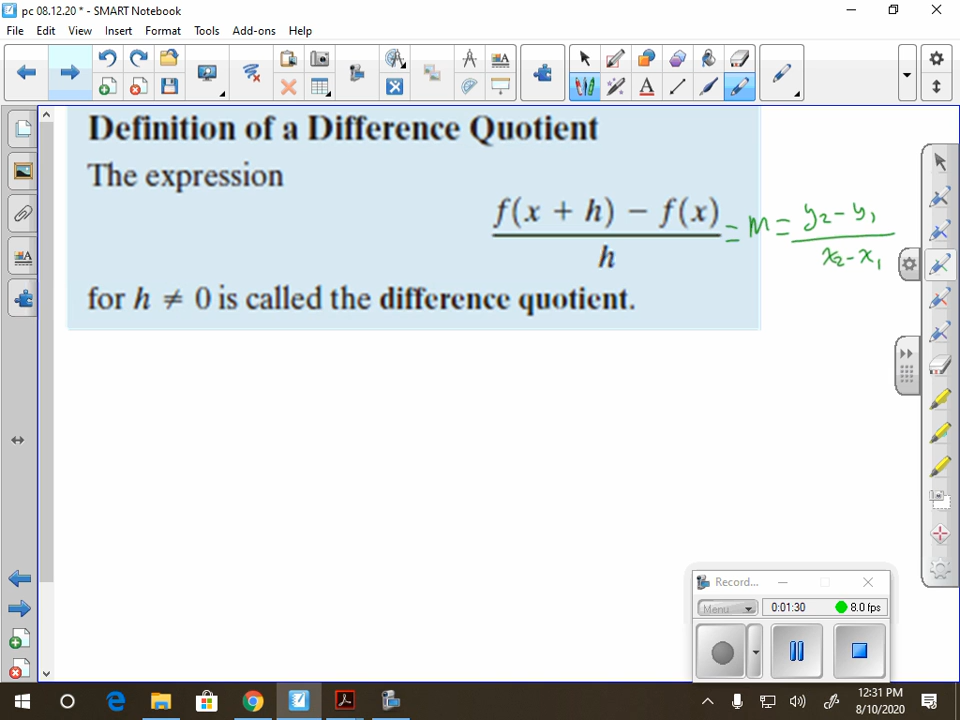 pc 08.12.20 * - SMART Notebook
File Edit View Insert Format Tools Add-ons Help
Definition of a Difference Quotient
The expression
f(x + h) − f(x)
h
= m = y₂ - y₁
x₂ - x₁
for h ≠ 0 is called the difference quotient.
Record...
Menu 0:01:30 8.0 fps
12:31 PM
8/10/2020